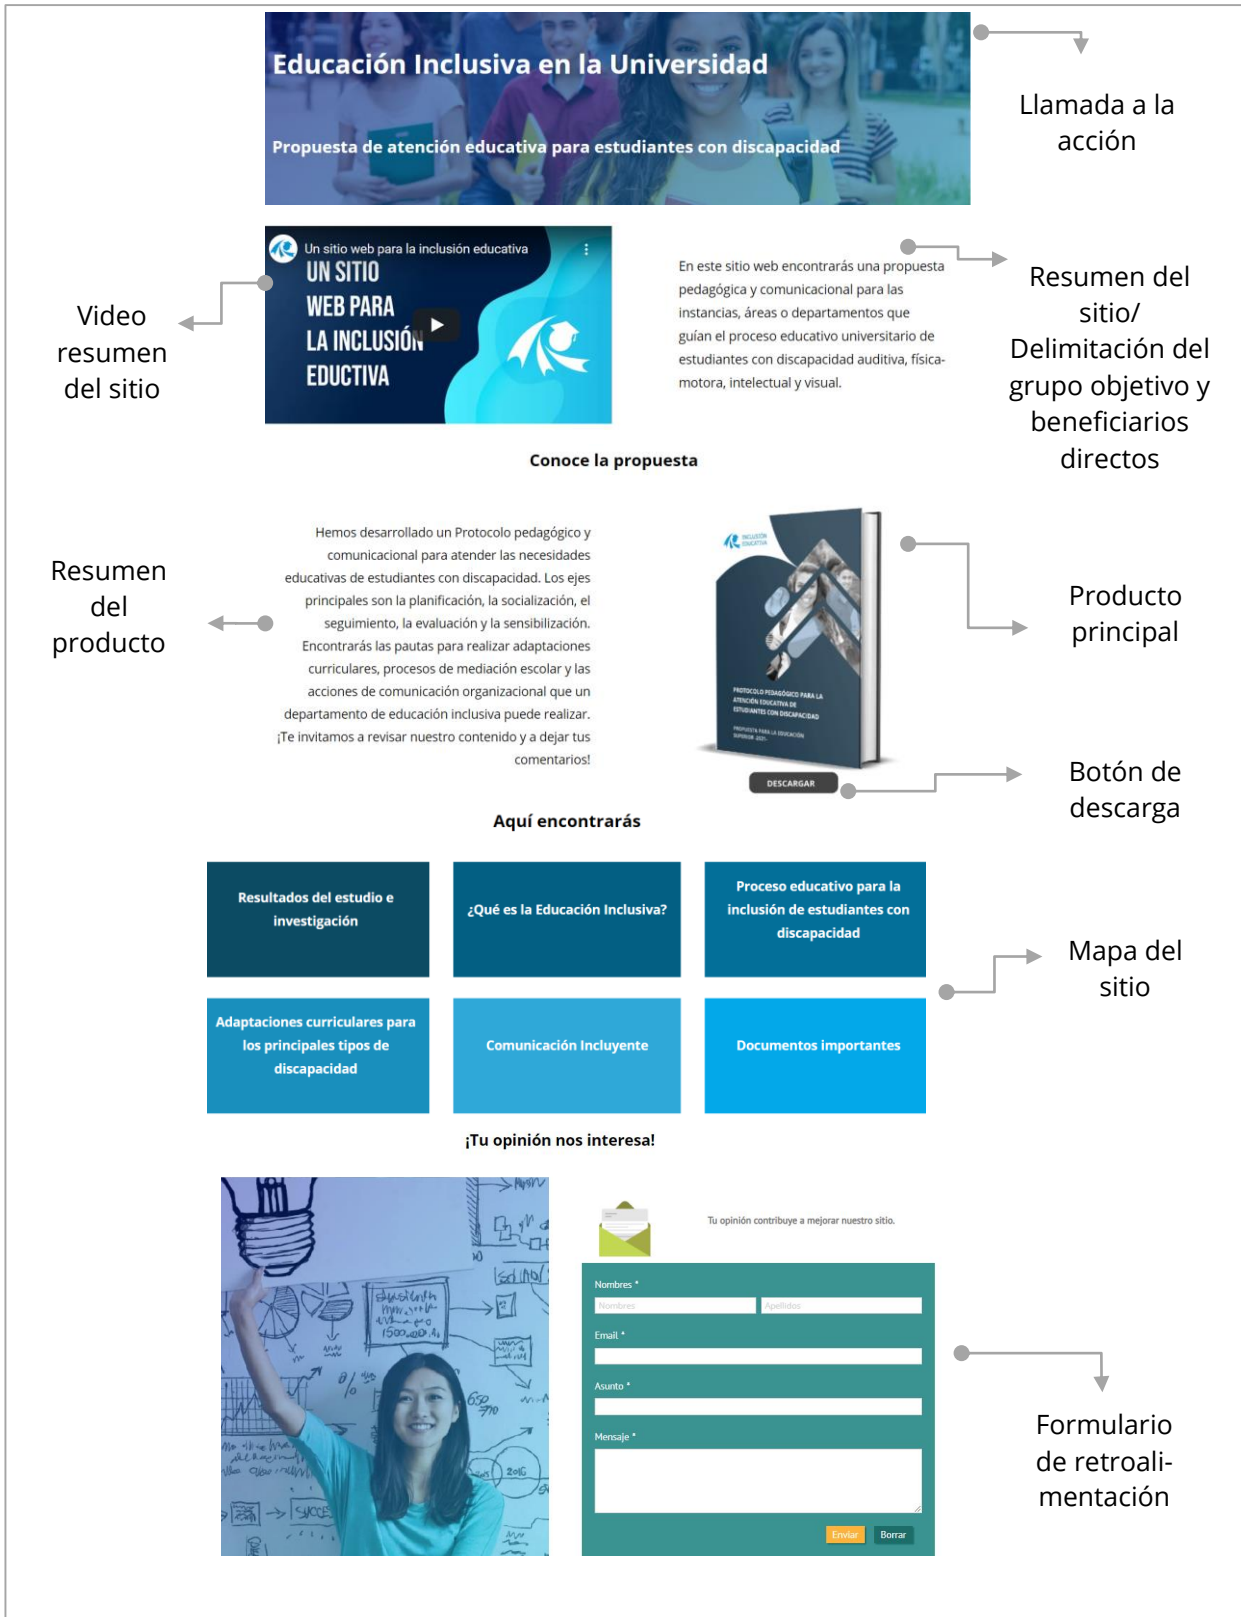 Educación Inclusiva en la Universidad
Propuesta de atención educativa para estudiantes con discapacidad
Llamada a la
acción
Un sitio web para la inclusión educativa
UN SITIO
WEB PARA
LA INCLUSIÓN
EDUCTIVA
Video
resumen
del sitio
En este sitio web encontrarás una propuesta
pedagógica y comunicacional para las
instancias, áreas o departamentos que
guían el proceso educativo universitario de
estudiantes con discapacidad auditiva, física-
motora, intelectual y visual.
Resumen del
sitio/
Delimitación del
grupo objetivo y
beneficiarios
directos
Conoce la propuesta
Resumen
del
producto
Hemos desarrollado un Protocolo pedagógico y
comunicacional para atender las necesidades
educativas de estudiantes con discapacidad. Los ejes
principales son la planificación, la socialización, el
seguimiento, la evaluación y la sensibilización.
Encontrarás las pautas para realizar adaptaciones
curriculares, procesos de mediación escolar y las
acciones de comunicación organizacional que un
departamento de educación inclusiva puede realizar.
¡Te invitamos a revisar nuestro contenido y a dejar tus
comentarios!
INCLUSIÓN
EDUCATIVA
PROTOCOLO PEDAGÓGICO PARA LA
ATENCIÓN EDUCATIVA DE
ESTUDIANTES CON DISCAPACIDAD
PROPUESTA PARA LA EDUCACIÓN
SUPERIOR -2021-
Producto
principal
DESCARGAR
Botón de
descarga
Aquí encontrarás
Resultados del estudio e
investigación
¿Qué es la Educación Inclusiva?
Proceso educativo para la
inclusión de estudiantes con
discapacidad
Adaptaciones curriculares para
los principales tipos de
discapacidad
Comunicación Incluyente
Documentos importantes
Mapa del
sitio
¡Tu opinión nos interesa!
Tu opinión contribuye a mejorar nuestro sitio.
Nombres *
Nombres
Apellidos
Email *
Asunto *
Mensaje *
Enviar
Borrar
Formulario
de retroali-
mentación
650
2016